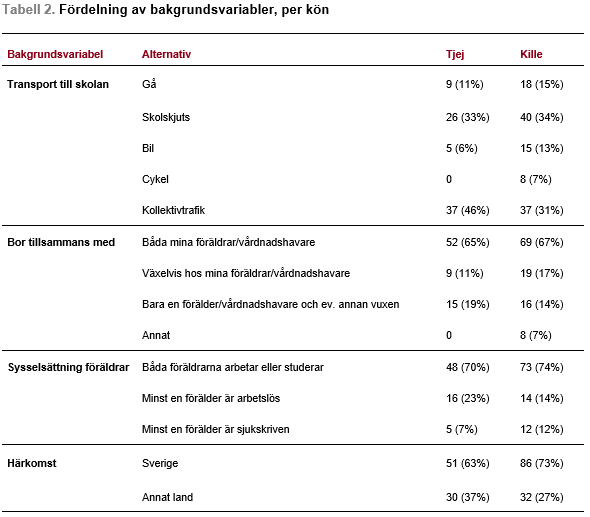 Tabell 2. Fördelning av bakgrundsvariabler, per kön
Bakgrundsvariabel Alternativ Tjej Kille
Transport till skolan Gå 9 (11%) 18 (15%)
Skolskjuts 26 (33%) 40 (34%)
Bil 5 (6%) 15 (13%)
Cykel 0 8 (7%)
Kollektivtrafik 37 (46%) 37 (31%)
Bor tillsammans med Båda mina föräldrar/vårdnadshavare 52 (65%) 69 (67%)
Växelvis hos mina föräldrar/vårdnadshavare 9 (11%) 19 (17%)
Bara en förälder/vårdnadshavare och ev. annan vuxen 15 (19%) 16 (14%)
Annat 0 8 (7%)
Sysselsättning föräldrar Båda föräldrarna arbetar eller studerar 48 (70%) 73 (74%)
Minst en förälder är arbetslös 16 (23%) 14 (14%)
Minst en förälder är sjukskriven 5 (7%) 12 (12%)
Härkomst Sverige 51 (63%) 86 (73%)
Annat land 30 (37%) 32 (27%)